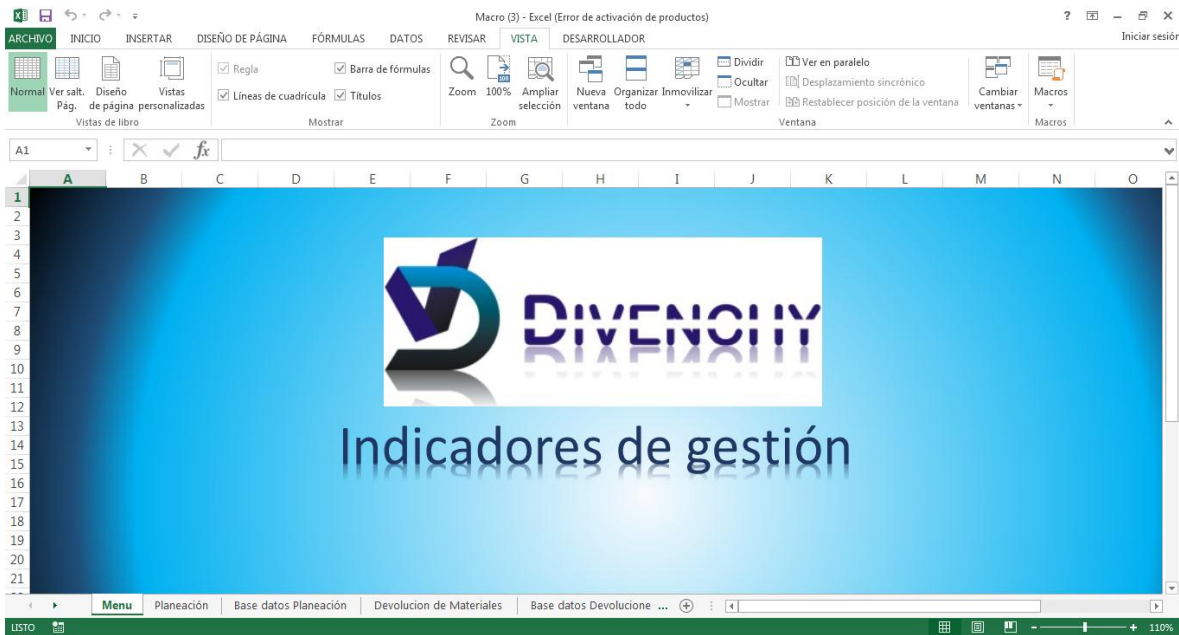 Macro (3) - Excel (Error de activación de productos)
ARCHIVO INICIO INSERTAR DISEÑO DE PÁGINA FÓRMULAS DATOS REVISAR VISTA DESARROLLADOR Iniciar sesión
Normal Ver salt. Pág. Diseño de página Vistas personalizadas
Vistas de libro
Regla Barra de fórmulas
Líneas de cuadrícula Títulos
Mostrar
Zoom 100% Ampliar selección
Zoom
Nueva ventana Organizar todo Inmovilizar
Dividir
Ocultar
Mostrar
Ver en paralelo
Desplazamiento sincrónico
Restablecer posición de la ventana
Cambiar ventanas
Ventana
Macros
Macros
A1 fx
A B C D E F G H I J K L M N O
1
2
3
4
5
6
7
8
9
10
11
12
13
14
15
16
17
18
19
20
21
DIVENCHY
Indicadores de gestión
Menu Planeación Base datos Planeación Devolucion de Materiales Base datos Devolucione ...
LISTO 110%